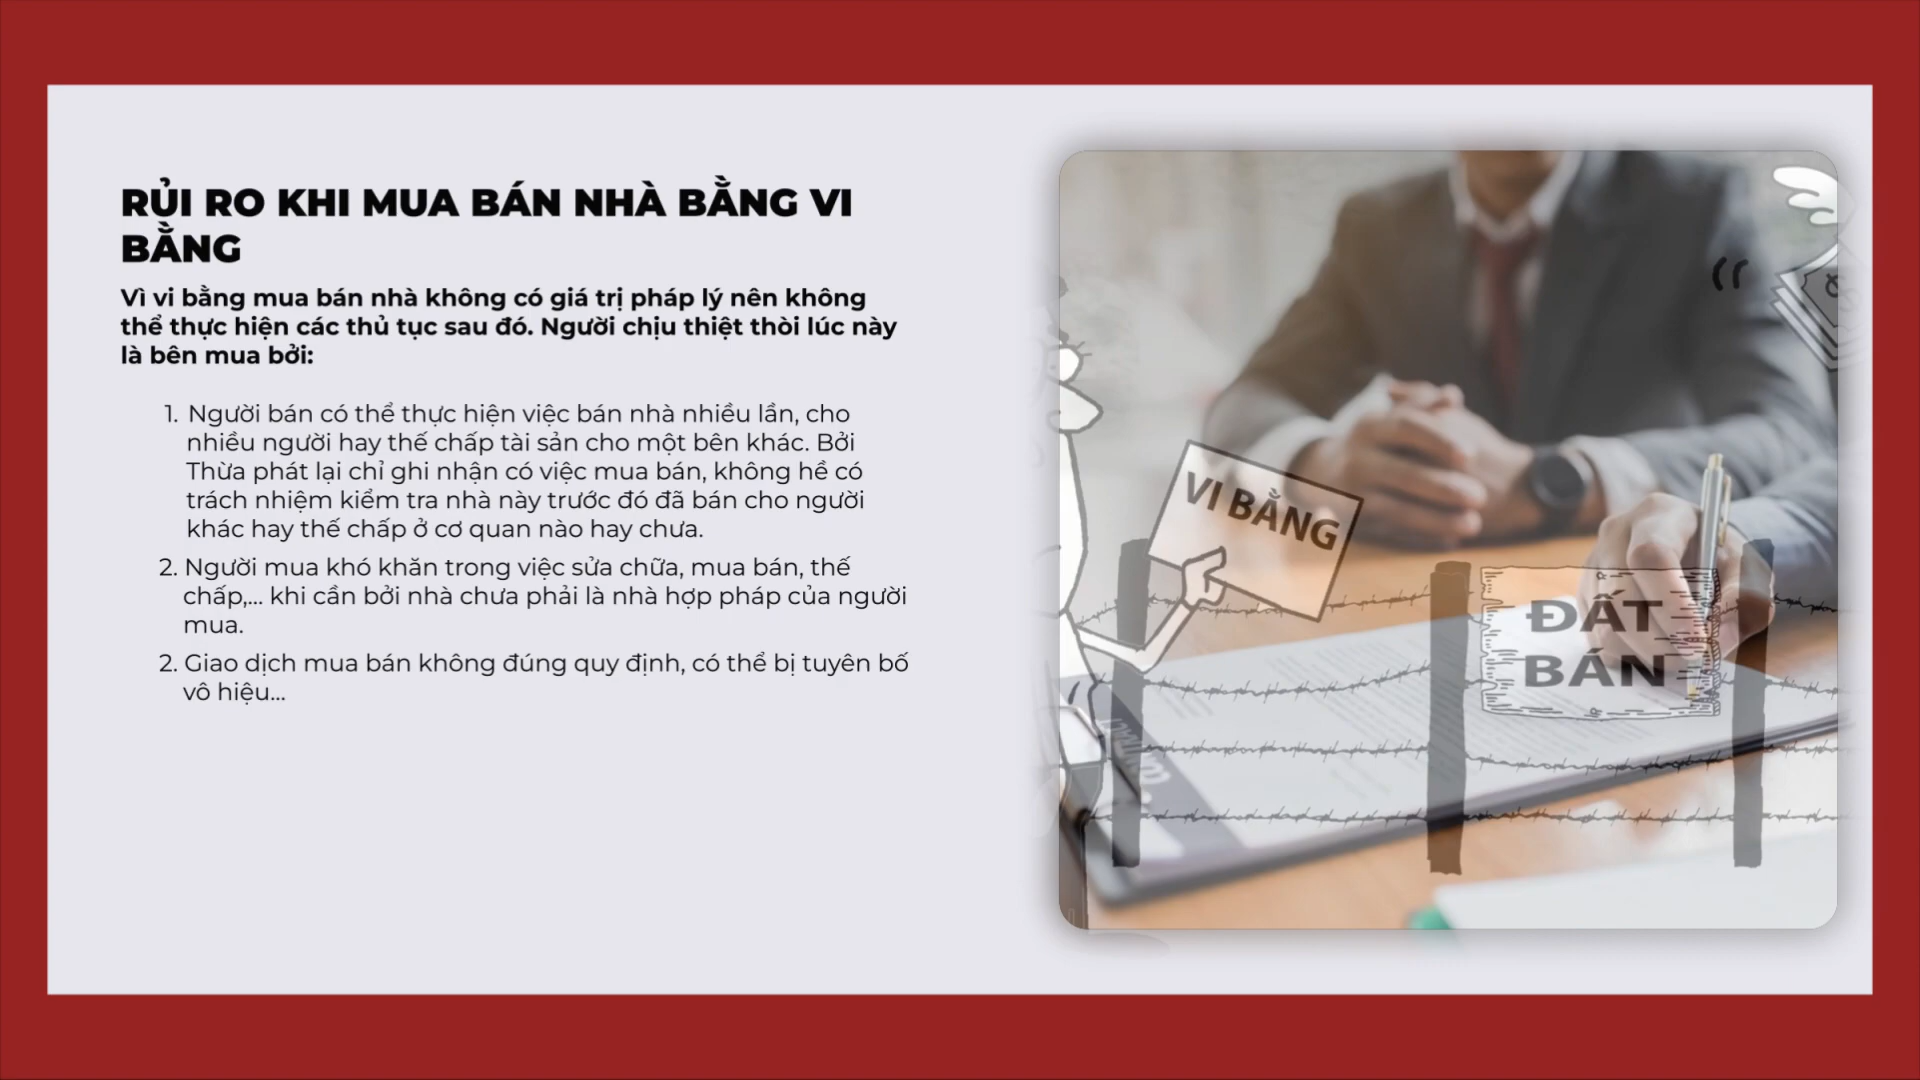 RỦI RO KHI MUA BÁN NHÀ BẰNG VI
BẰNG
Vì vi bằng mua bán nhà không có giá trị pháp lý nên không
thể thực hiện các thủ tục sau đó. Người chịu thiệt thòi lúc này
là bên mua bởi:
1. Người bán có thể thực hiện việc bán nhà nhiều lần, cho
nhiều người hay thế chấp tài sản cho một bên khác. Bởi
Thừa phát lại chỉ ghi nhận có việc mua bán, không hề có
trách nhiệm kiểm tra nhà này trước đó đã bán cho người
khác hay thế chấp ở cơ quan nào hay chưa.
2. Người mua khó khăn trong việc sửa chữa, mua bán, thế
chấp,... khi cần bởi nhà chưa phải là nhà hợp pháp của người
mua.
2. Giao dịch mua bán không đúng quy định, có thể bị tuyên bố
vô hiệu...
VI BẰNG
ĐẤT
BÁN